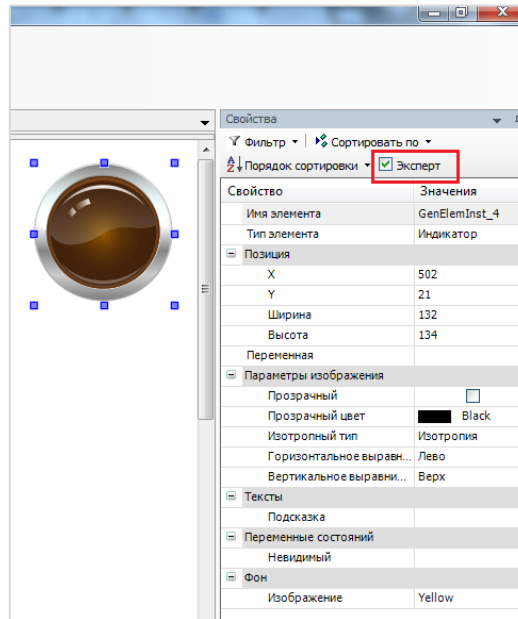 Свойства
Фильтр Сортировать по
Порядок сортировки Эксперт
Свойство Значения
Имя элемента GenElemInst_4
Тип элемента Индикатор
Позиция
X 502
Y 21
Ширина 132
Высота 134
Переменная
Параметры изображения
Прозрачный
Прозрачный цвет Black
Изотропный тип Изотропия
Горизонтальное выравн... Лево
Вертикальное выравни... Верх
Тексты
Подсказка
Переменные состояний
Невидимый
Фон
Изображение Yellow